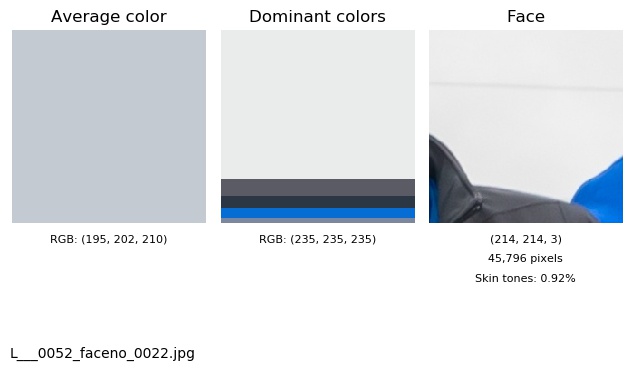 Average color
Dominant colors
Face
RGB: (195, 202, 210)
RGB: (235, 235, 235)
(214, 214, 3)
45,796 pixels
Skin tones: 0.92%
L___0052_faceno_0022.jpg